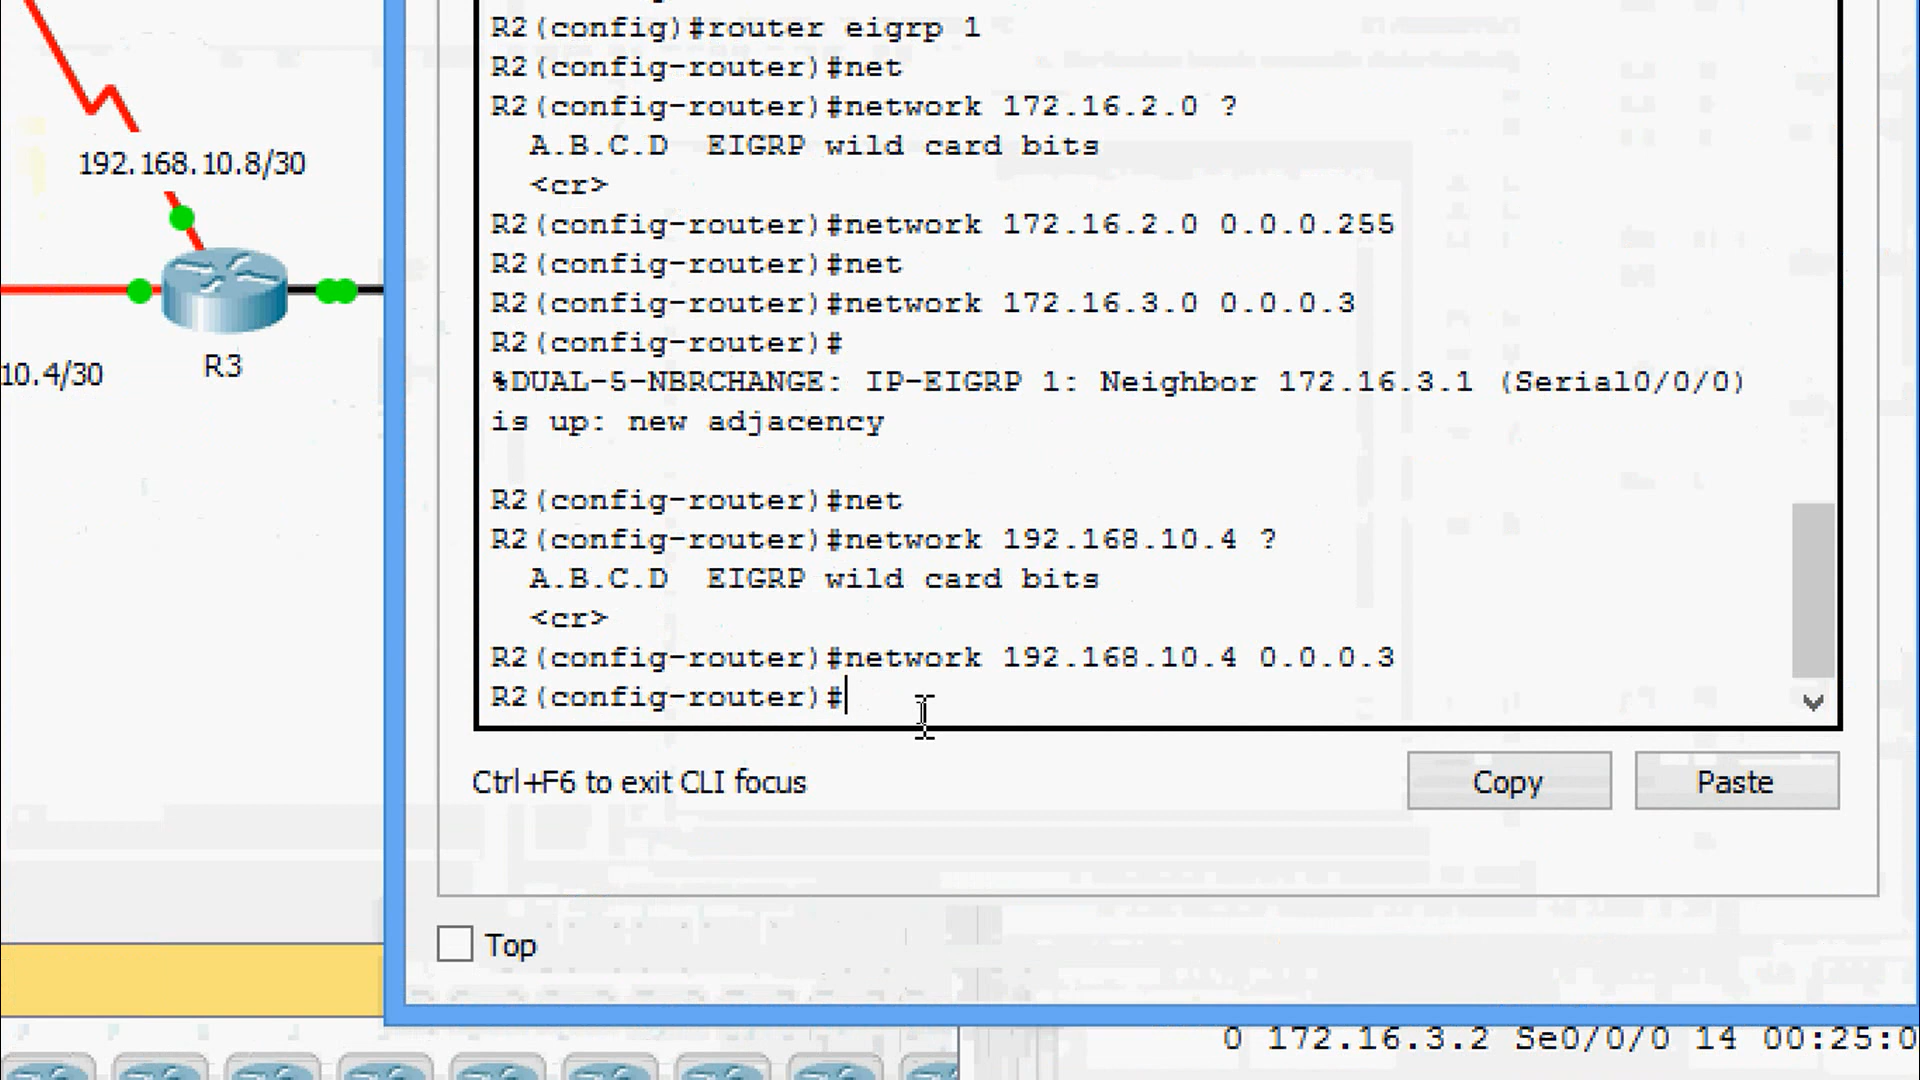 R2(config)#router eigrp 1
R2(config-router)#net
R2(config-router)#network 172.16.2.0 ?
A.B.C.D  EIGRP wild card bits
<cr>
R2(config-router)#network 172.16.2.0 0.0.0.255
R2(config-router)#net
R2(config-router)#network 172.16.3.0 0.0.0.3
R2(config-router)#
%DUAL-5-NBRCHANGE: IP-EIGRP 1: Neighbor 172.16.3.1 (Serial0/0/0)
is up: new adjacency
R2(config-router)#net
R2(config-router)#network 192.168.10.4 ?
A.B.C.D  EIGRP wild card bits
<cr>
R2(config-router)#network 192.168.10.4 0.0.0.3
R2(config-router)#
192.168.10.8/30
R3
10.4/30
Ctrl+F6 to exit CLI focus
Copy
Paste
Top
0 172.16.3.2 Se0/0/0 14 00:25:0